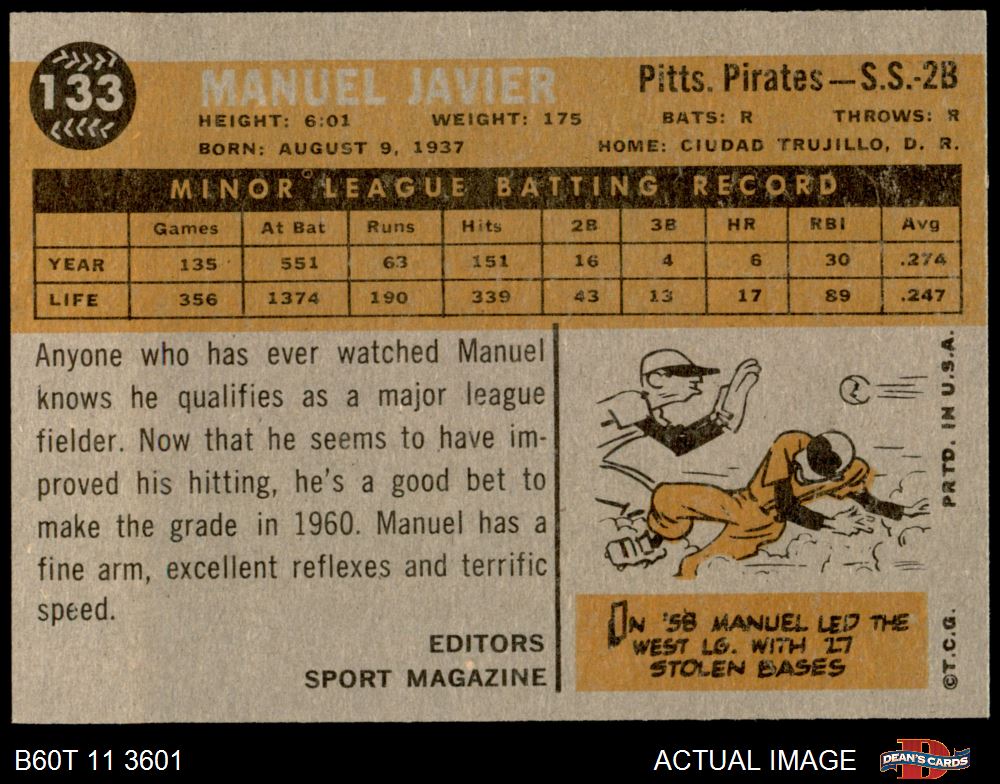 133
MANUEL JAVIER
Pitts. Pirates—S.S.-2B
HEIGHT: 6:01 WEIGHT: 175 BATS: R THROWS: R
BORN: AUGUST 9, 1937 HOME: CIUDAD TRUJILLO, D. R.
MINOR LEAGUE BATTING RECORD
Games At Bat Runs Hits 2B 3B HR RBI Avg
YEAR 135 551 63 151 16 4 6 30 .274
LIFE 356 1374 190 339 43 13 17 89 .247
Anyone who has ever watched Manuel
knows he qualifies as a major league
fielder. Now that he seems to have im-
proved his hitting, he's a good bet to
make the grade in 1960. Manuel has a
fine arm, excellent reflexes and terrific
speed.
EDITORS
SPORT MAGAZINE
IN '58 MANUEL LED THE
WEST LG. WITH 27
STOLEN BASES
©T.C.G. PRTD. IN U.S.A.
B60T 11 3601
ACTUAL IMAGE
DEAN'S CARDS